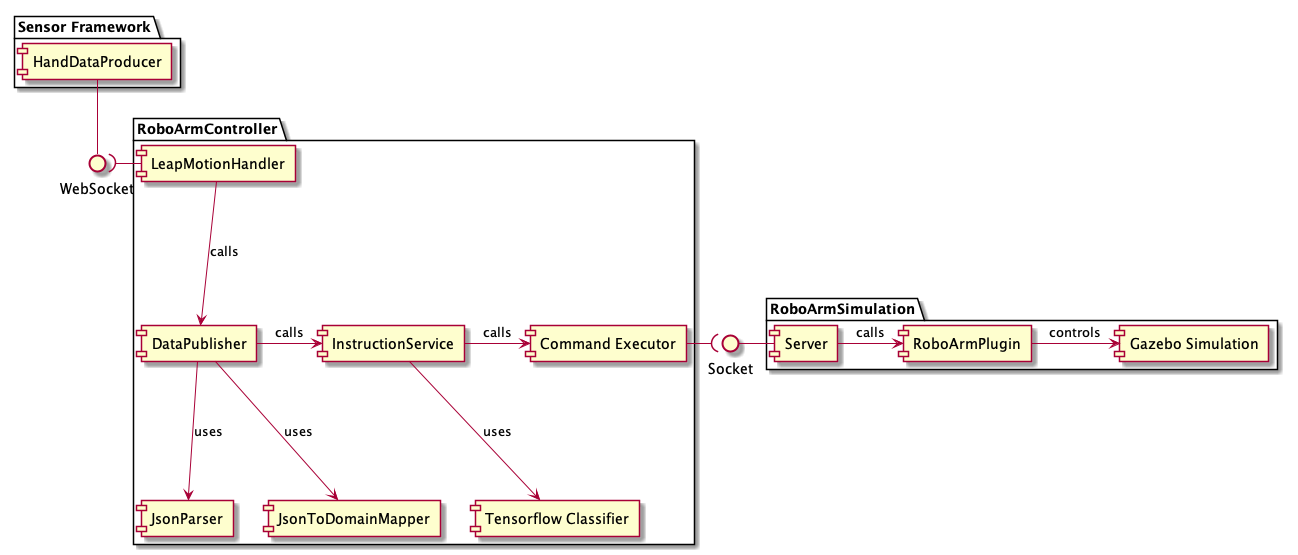 Sensor Framework
HandDataProducer
RoboArmController
LeapMotionHandler
WebSocket
calls
RoboArmSimulation
DataPublisher
calls
InstructionService
calls
Command Executor
Socket
Server
calls
RoboArmPlugin
controls
Gazebo Simulation
uses
uses
uses
JsonParser
JsonToDomainMapper
Tensorflow Classifier